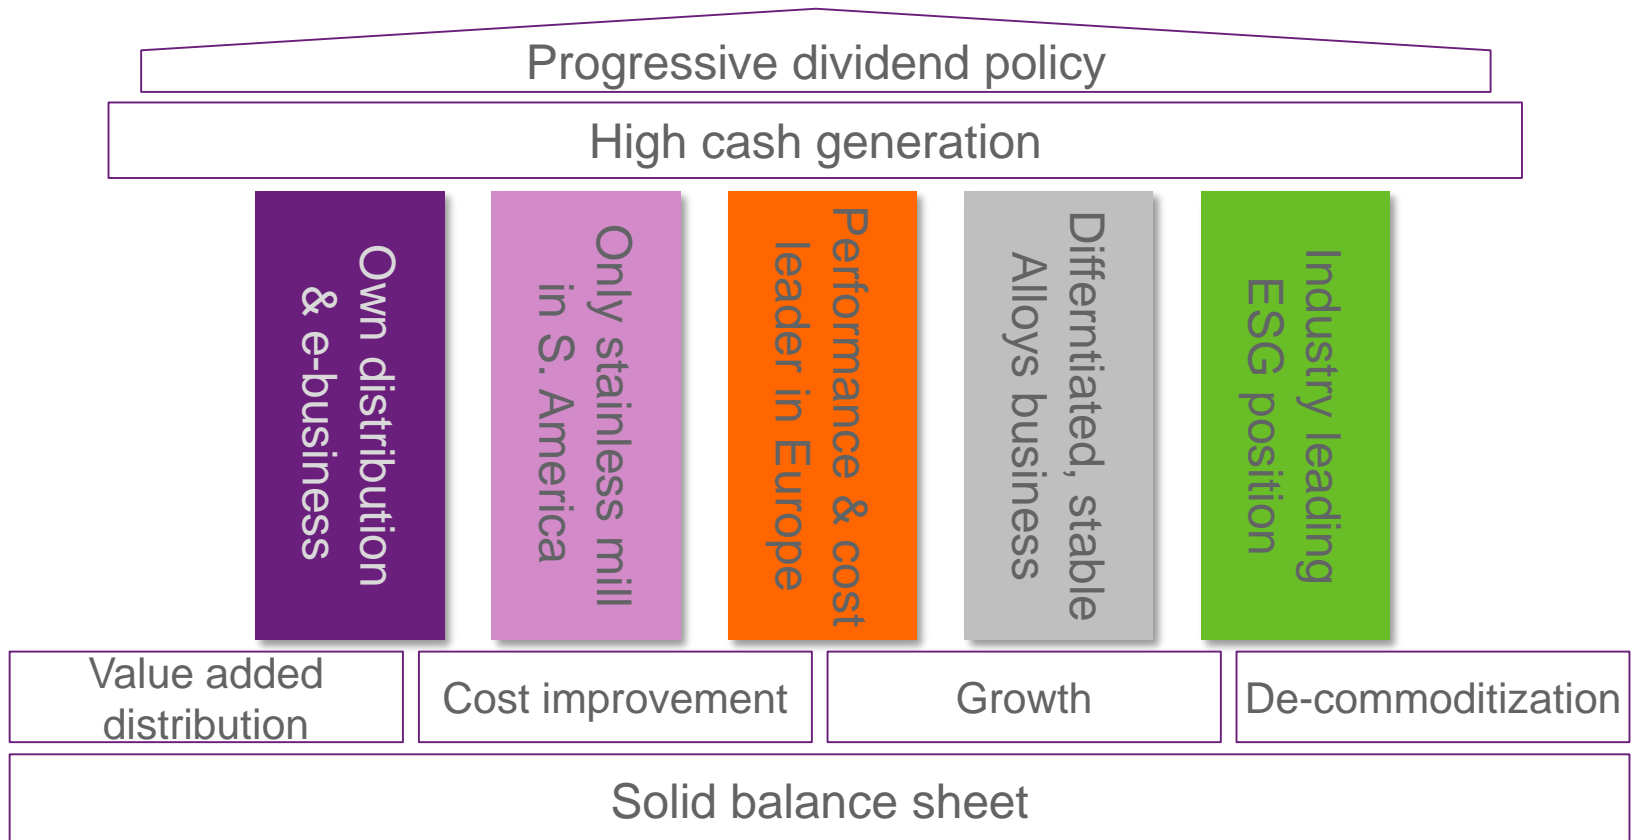 Progressive dividend policy
High cash generation
Own distribution
& e-business
Only stainless mill
in S. America
Performance & cost
leader in Europe
Differntiated, stable
Alloys business
Industry leading
ESG position
Value added
distribution
Cost improvement
Growth
De-commoditization
Solid balance sheet